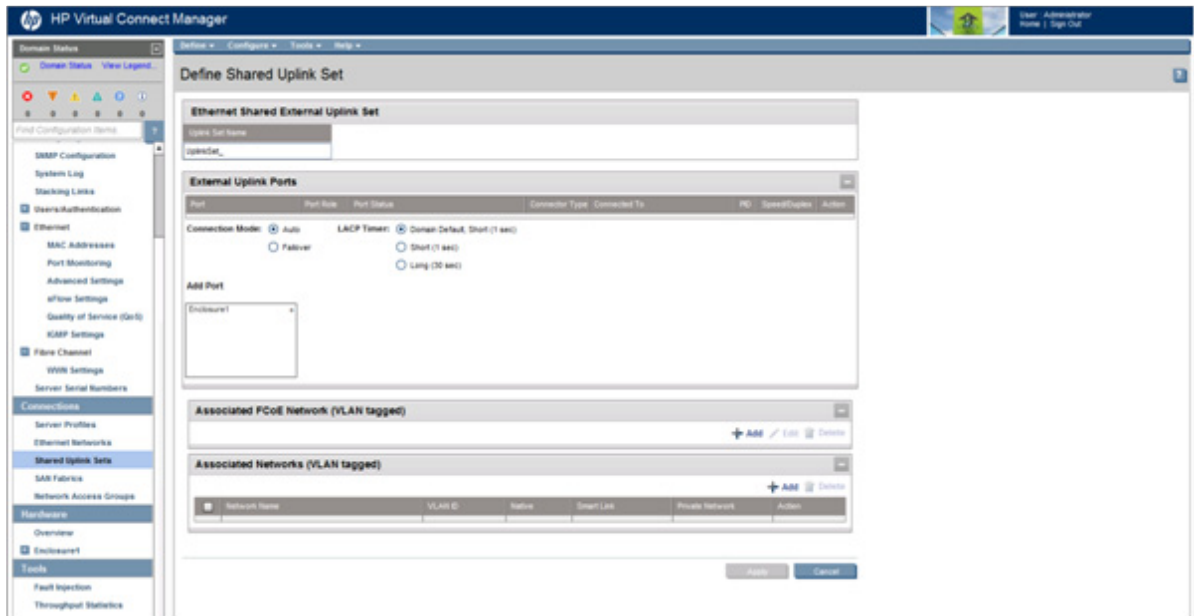 hp HP Virtual Connect Manager
User : Administrator
Home | Sign Out
Domain Status
Define Configure Tools Help
Domain Status View Legend...
Define Shared Uplink Set
?
0 0 0 0 0 0
Find Configuration Items.
Ethernet Shared External Uplink Set
Uplink Set Name
UplinkSet_
External Uplink Ports
Port Port Role Port Status Connector Type Connected To PID Speed/Duplex Action
Connection Mode: Auto LACP Timer: Domain Default, Short (1 sec)
Failover Short (1 sec)
Long (30 sec)
Add Port
Enclosure1
Associated FCoE Network (VLAN tagged)
Add Edit Delete
Associated Networks (VLAN tagged)
Add Delete
Network Name VLAN ID Native Smart Link Private Network Action
Apply Cancel
SNMP Configuration
System Log
Stacking Links
Users/Authentication
Ethernet
MAC Addresses
Port Monitoring
Advanced Settings
sFlow Settings
Quality of Service (QoS)
IGMP Settings
Fibre Channel
WWN Settings
Server Serial Numbers
Connections
Server Profiles
Ethernet Networks
Shared Uplink Sets
SAN Fabrics
Network Access Groups
Hardware
Overview
Enclosure1
Tools
Fault Injection
Throughput Statistics